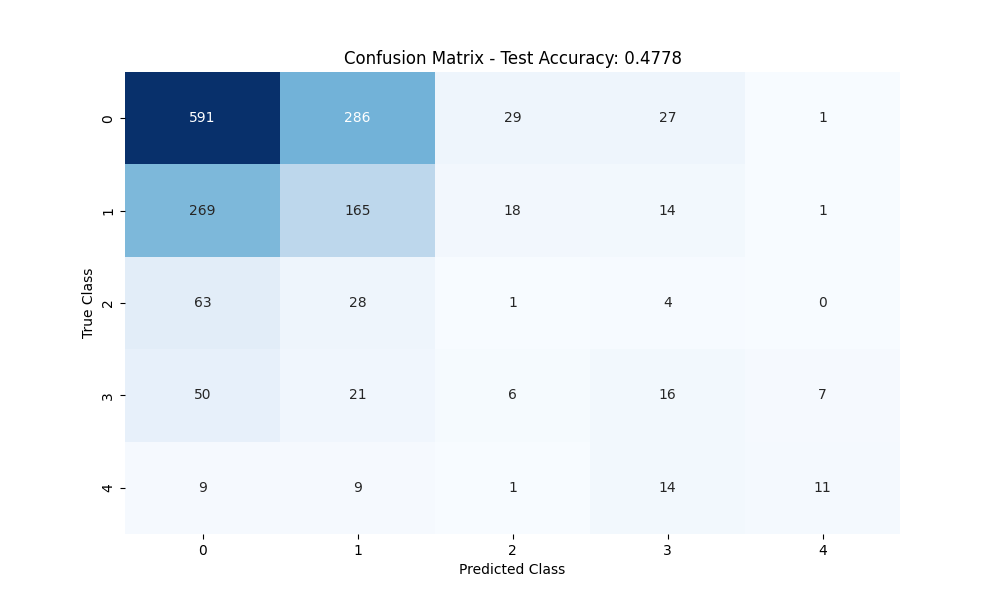 Confusion Matrix - Test Accuracy: 0.4778
True Class
0 591 286 29 27 1
1 269 165 18 14 1
2 63 28 1 4 0
3 50 21 6 16 7
4 9 9 1 14 11
0 1 2 3 4
Predicted Class